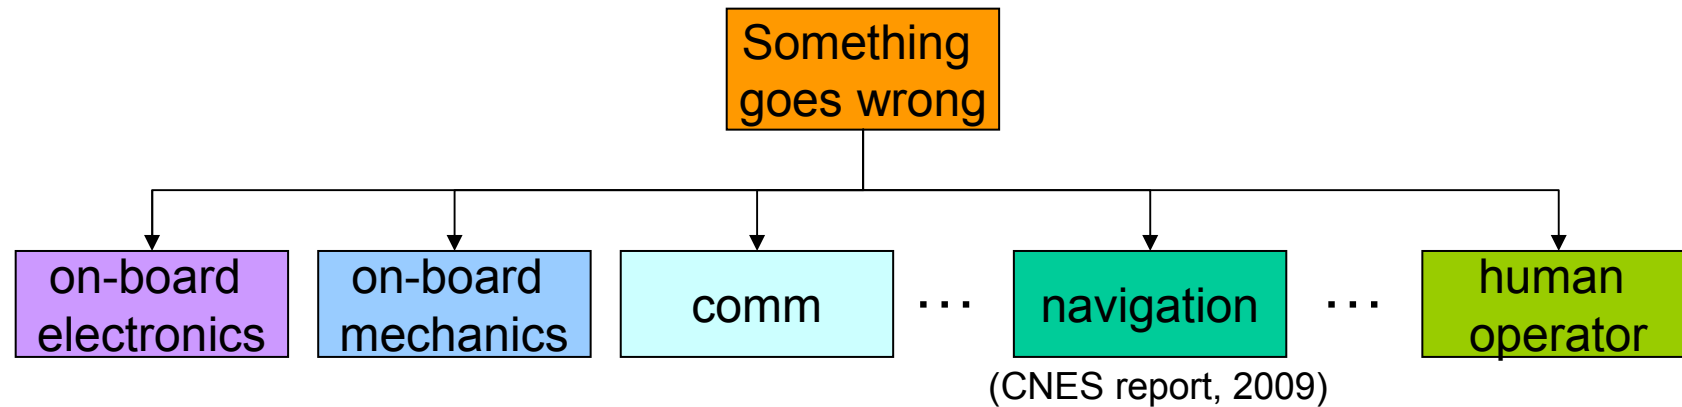 Something
goes wrong
on-board
electronics
on-board
mechanics
comm
...
navigation
...
human
operator
(CNES report, 2009)